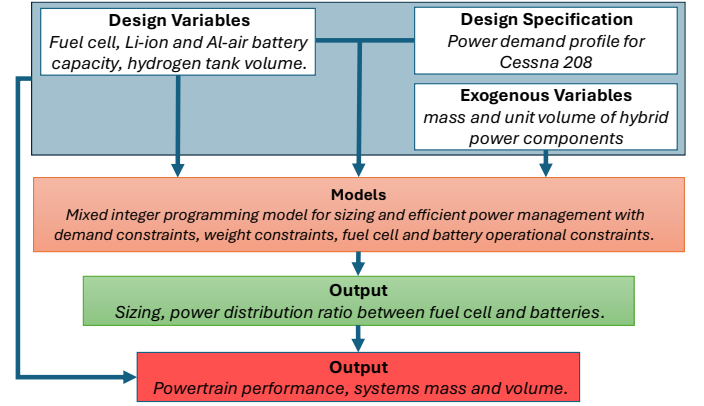 Design Variables
Fuel cell, Li-ion and Al-air battery
capacity, hydrogen tank volume.
Design Specification
Power demand profile for
Cessna 208
Exogenous Variables
mass and unit volume of hybrid
power components
Models
Mixed integer programming model for sizing and efficient power management with
demand constraints, weight constraints, fuel cell and battery operational constraints.
Output
Sizing, power distribution ratio between fuel cell and batteries.
Output
Powertrain performance, systems mass and volume.